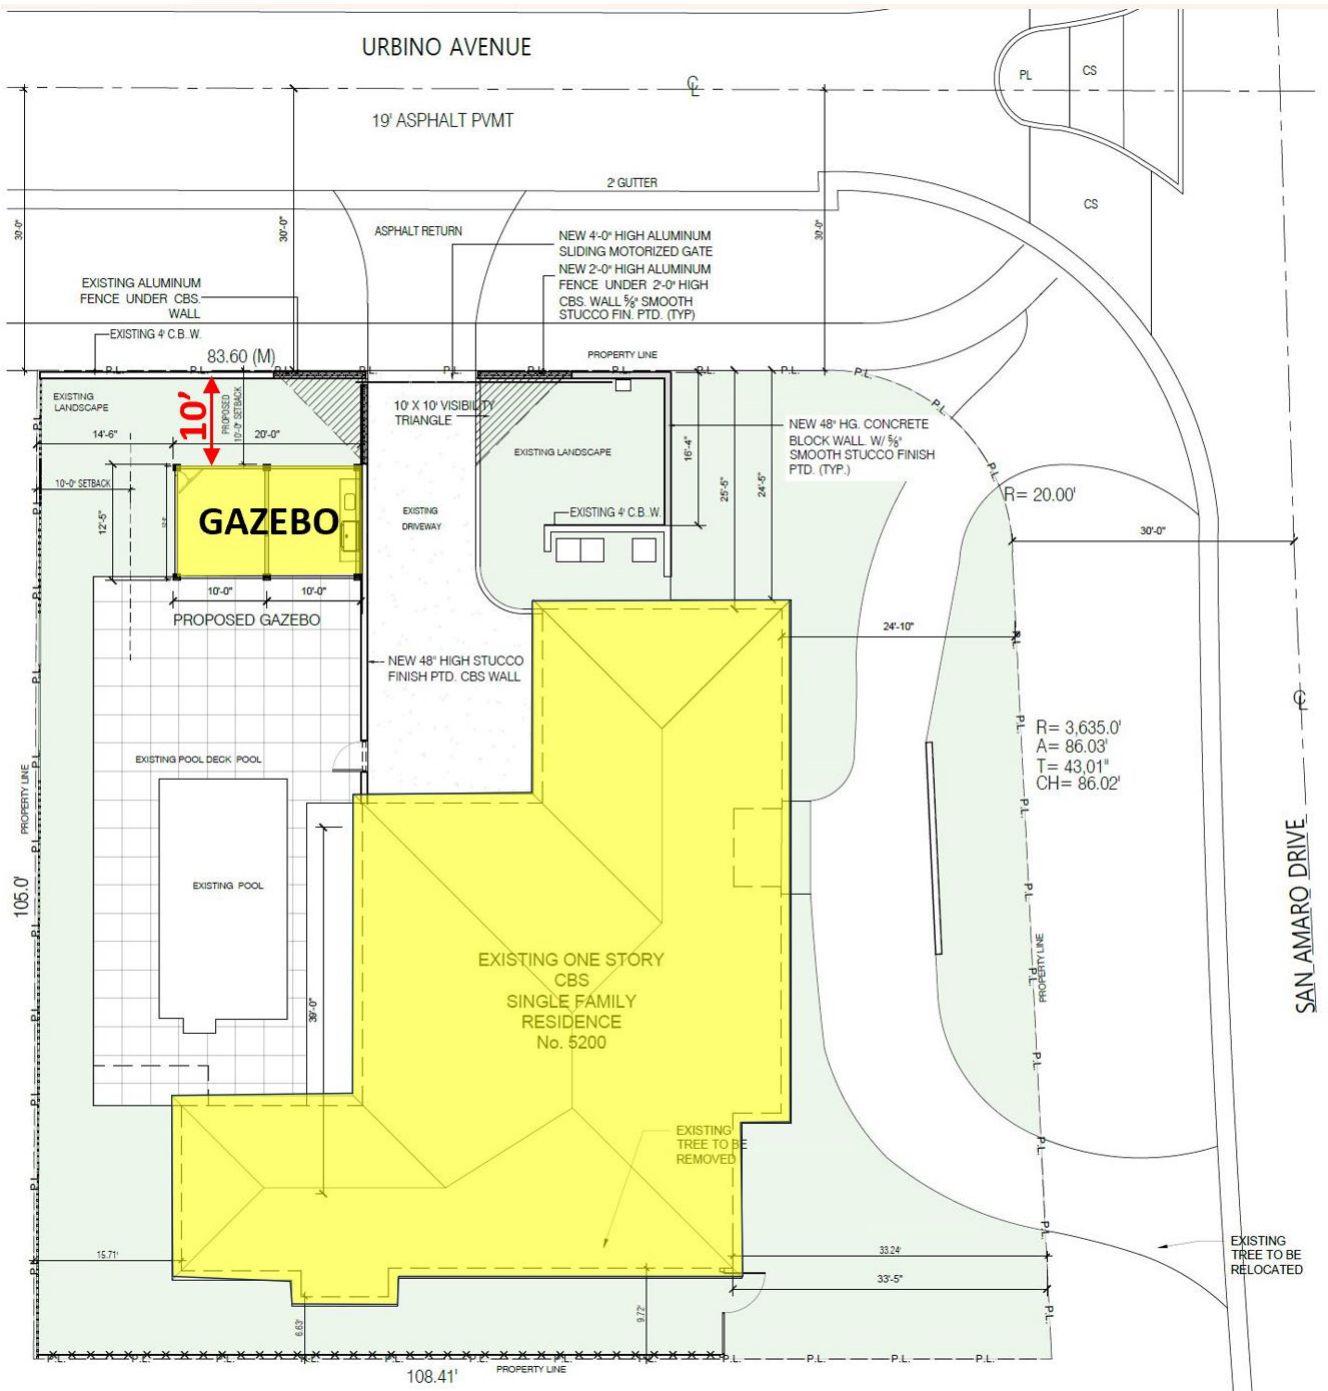 URBINO AVENUE
PL
CS
19' ASPHALT PVMT
2' GUTTER
CS
30'-0"
30'-0"
30'-0"
ASPHALT RETURN
NEW 4'-0" HIGH ALUMINUM
SLIDING MOTORIZED GATE
NEW 2'-0" HIGH ALUMINUM
FENCE UNDER 2'-0" HIGH
CBS. WALL 5/8" SMOOTH
STUCCO FIN. PTD. (TYP)
EXISTING ALUMINUM
FENCE UNDER CBS.
WALL
EXISTING 4' C.B..W.
83.60 (M)
PROPERTY LINE
P.L. P.L. P.L. P.L. P.L. P.L. P.L. P.L. P.L.
EXISTING
LANDSCAPE
10'
PROPOSED
10'-0" SETBACK
10' X 10' VISIBILITY
TRIANGLE
14'-6"
20'-0"
NEW 48" HG. CONCRETE
BLOCK WALL. W/ 5/8"
SMOOTH STUCCO FINISH
PTD. (TYP.)
16'-4"
25'-5"
24'-5"
EXISTING LANDSCAPE
10'-0" SETBACK
12'-5"
GAZEBO
EXISTING
DRIVEWAY
EXISTING 4' C.B..W.
R= 20.00'
30'-0"
10'-0"
10'-0"
PROPOSED GAZEBO
24'-10"
NEW 48" HIGH STUCCO
FINISH PTD. CBS WALL
R= 3,635.0'
A= 86.03'
T= 43,01"
CH= 86.02'
EXISTING POOL DECK POOL
PROPERTY LINE
105.0'
EXISTING POOL
39'-0"
EXISTING ONE STORY
CBS
SINGLE FAMILY
RESIDENCE
No. 5200
PROPERTY LINE
SAN AMARO DRIVE
EXISTING
TREE TO BE
REMOVED
15.71'
33.24'
33'-5"
EXISTING
TREE TO BE
RELOCATED
6.63'
9.72'
P.L. P.L. P.L. P.L. P.L. P.L. P.L. P.L. P.L. P.L. P.L. P.L.
108.41'
PROPERTY LINE